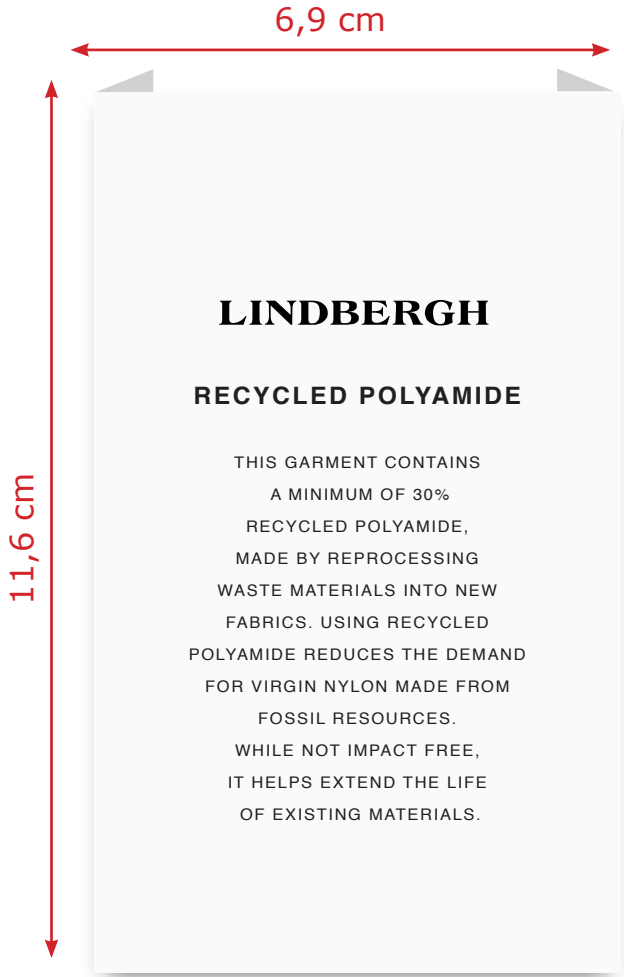 6,9 cm
11,6 cm
LINDBERGH
RECYCLED POLYAMIDE
THIS GARMENT CONTAINS
A MINIMUM OF 30%
RECYCLED POLYAMIDE,
MADE BY REPROCESSING
WASTE MATERIALS INTO NEW
FABRICS. USING RECYCLED
POLYAMIDE REDUCES THE DEMAND
FOR VIRGIN NYLON MADE FROM
FOSSIL RESOURCES.
WHILE NOT IMPACT FREE,
IT HELPS EXTEND THE LIFE
OF EXISTING MATERIALS.